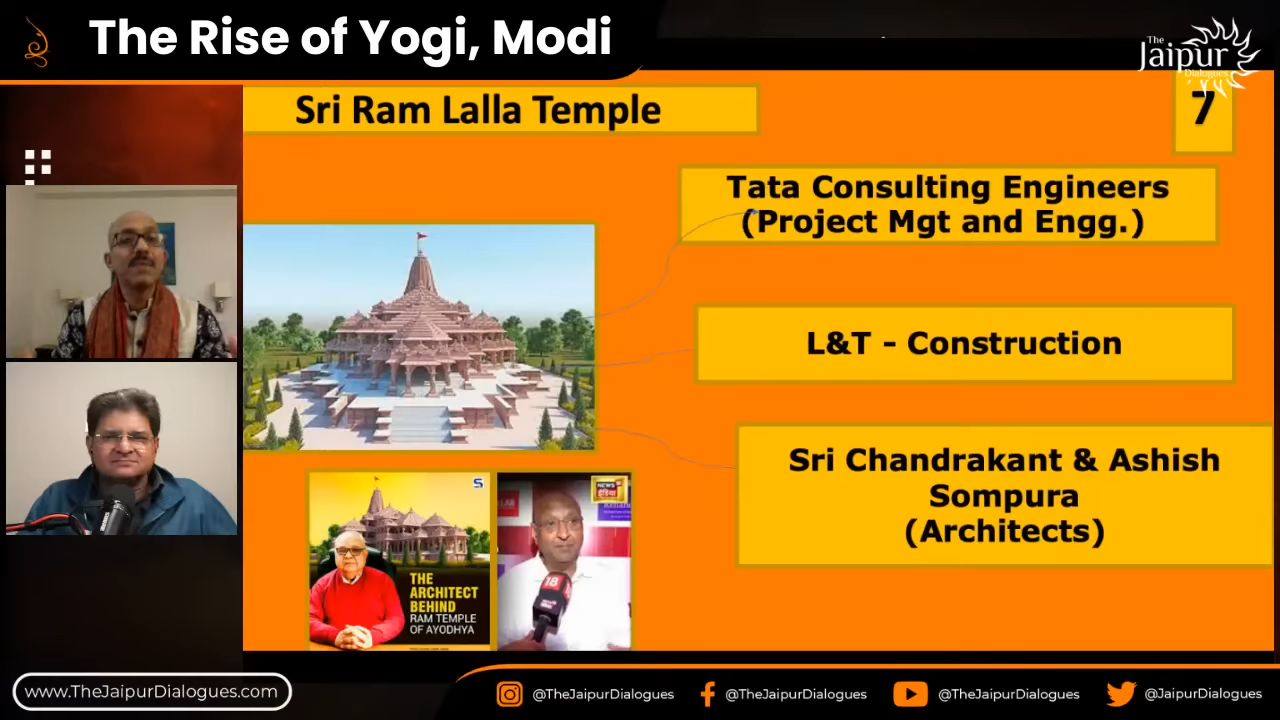 The Rise of Yogi, Modi
The
Jaipur
Dialogues
Sri Ram Lalla Temple
7
Tata Consulting Engineers
(Project Mgt and Engg.)
L&T - Construction
Sri Chandrakant & Ashish
Sompura
(Architects)
THE
ARCHITECT
BEHIND
RAM TEMPLE
OF AYODHYA
NEWS
इंडिया
18
www.TheJaipurDialogues.com
@TheJaipurDialogues
@TheJaipurDialogues
@TheJaipurDialogues
@JaipurDialogues